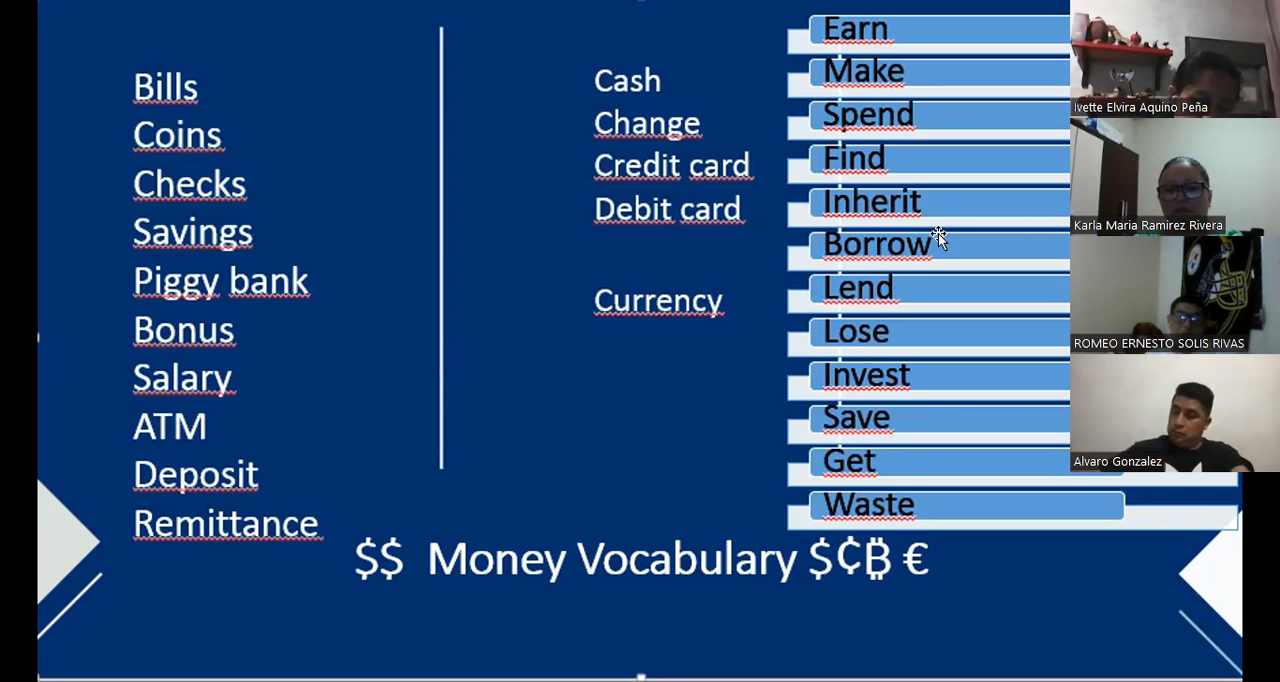 Bills
Coins
Checks
Savings
Piggy bank
Bonus
Salary
ATM
Deposit
Remittance
Cash
Change
Credit card
Debit card
Currency
Earn
Make
Spend
Find
Inherit
Borrow
Lend
Lose
Invest
Save
Get
Waste
$$ Money Vocabulary $₵₿ €
Ivette Elvira Aquino Peña
Karla Maria Ramirez Rivera
ROMEO ERNESTO SOLIS RIVAS
Alvaro Gonzalez